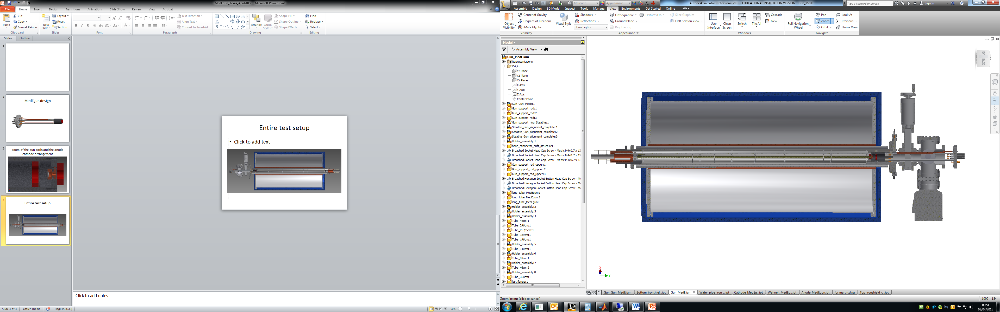 MedEgun_Texas_April2015 - Microsoft PowerPoint
File Home Insert Design Transitions Animations Slide Show Review View Acrobat
Paste
Cut
Copy
Format Painter
Clipboard
New Slide
Layout
Reset
Section
Slides
Font
Text Direction
Align Text
Convert to SmartArt
Paragraph
Arrange
Quick Styles
Shape Fill
Shape Outline
Shape Effects
Drawing
Find
Replace
Select
Editing
Slides Outline
1
2
MedEgun design
3
Zoom of the gun coils and the anode
cathode arrangement
4
Entire test setup
Entire test setup
• Click to add text
Click to add notes
Slide 4 of 4 "Office Theme" English (U.K.) 50%
Autodesk Inventor Professional 2013 - EDUCATIONAL INSTITUTION VERSION Gun_MedE
Material
Appearance
Type a keyword or phrase
Sign In
PRO
Assemble Design 3D Model Inspect Tools Manage View Environments Get Started Online
Object Visibility
Center of Gravity
Degrees of Freedom
iMate Glyphs
Visibility
Visual Style
Shadows
Reflections
Two Lights
Orthographic
Ground Plane
Ray Tracing
Textures On
Slice Graphics
Half Section View
Appearance
User Interface
Clean Screen
Switch
Tile All
Cascade
New
Windows
Full Navigation Wheel
Pan
Zoom
Orbit
Look At
Previous
Home View
Navigate
Model
Assembly View
Gun_MedE.iam
Representations
Origin
YZ Plane
XZ Plane
XY Plane
X Axis
Y Axis
Z Axis
Center Point
Gun_Gun_MedE:1
Gun_support_rod:1
Gun_support_rod:2
Gun_support_rod:3
Gun_support_ring_Steatite:1
Steatite_Gun_alignment_complete:1
Steatite_Gun_alignment_complete:2
Steatite_Gun_alignment_complete:3
Holder_assembly:1
base_connector_drift_structure:1
Broached Socket Head Cap Screw - Metric M4x0.7 x 12
Broached Socket Head Cap Screw - Metric M4x0.7 x 12
Broached Socket Head Cap Screw - Metric M4x0.7 x 12
Gun_support_rod_upper:1
Gun_support_rod_upper:2
Gun_support_rod_upper:3
Broached Hexagon Socket Button Head Cap Screw - M
Broached Hexagon Socket Button Head Cap Screw - M
Broached Hexagon Socket Button Head Cap Screw - M
long_tube_MedEgun:1
long_tube_MedEgun:2
long_tube_MedEgun:3
Holder_assembly:2
Holder_assembly:3
Holder_assembly:4
Tube_46cm:1
Tube_246cm:1
Tube_257p5cm:1
Tube_189cm:1
Tube_146cm:1
Holder_assembly:5
Tube_110cm:1
Holder_assembly:6
Tube_89cm:1
Holder_assembly:7
Tube_46cm:2
Holder_assembly:8
Tube_358cm:1
last flange:1
BACK
X
Y
Gun_Gun_MedE.iam Bottom_ironshiel...ipt Gun_MedE.iam Water_pipe_iron_...ipt Cathode_MegEg...ipt Wehnelt_MedEg...ipt Anode_MedEgun.ipt for martin.dwg Top_ironshield_c...ipt
Zoom in/out (click to cancel)
1099 154
09:51
08/04/2015